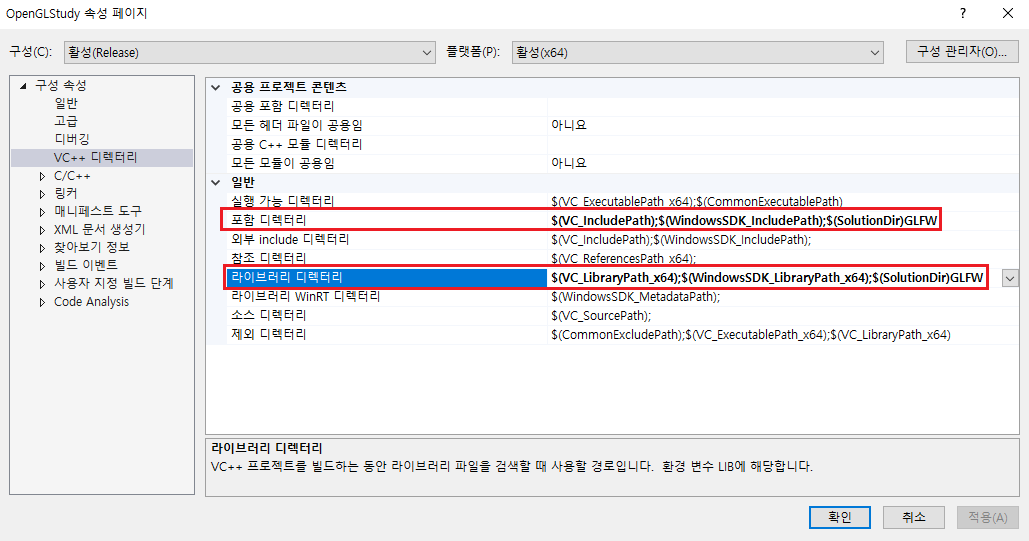 OpenGLStudy 속성 페이지
?
구성(C): 활성(Release) 플랫폼(P): 활성(x64) 구성 관리자(O)...
구성 속성
일반
고급
디버깅
VC++ 디렉터리
C/C++
링커
매니페스트 도구
XML 문서 생성기
찾아보기 정보
빌드 이벤트
사용자 지정 빌드 단계
Code Analysis
공용 프로젝트 콘텐츠
공용 포함 디렉터리
모든 헤더 파일이 공용임 아니요
공용 C++ 모듈 디렉터리
모든 모듈이 공용임 아니요
일반
실행 가능 디렉터리 $(VC_ExecutablePath_x64);$(CommonExecutablePath)
포함 디렉터리 $(VC_IncludePath);$(WindowsSDK_IncludePath);$(SolutionDir)GLFW
외부 include 디렉터리 $(VC_IncludePath);$(WindowsSDK_IncludePath);
참조 디렉터리 $(VC_ReferencesPath_x64);
라이브러리 디렉터리 $(VC_LibraryPath_x64);$(WindowsSDK_LibraryPath_x64);$(SolutionDir)GLFW
라이브러리 WinRT 디렉터리 $(WindowsSDK_MetadataPath);
소스 디렉터리 $(VC_SourcePath);
제외 디렉터리 $(CommonExcludePath);$(VC_ExecutablePath_x64);$(VC_LibraryPath_x64)
라이브러리 디렉터리
VC++ 프로젝트를 빌드하는 동안 라이브러리 파일을 검색할 때 사용할 경로입니다. 환경 변수 LIB에 해당합니다.
확인 취소 적용(A)